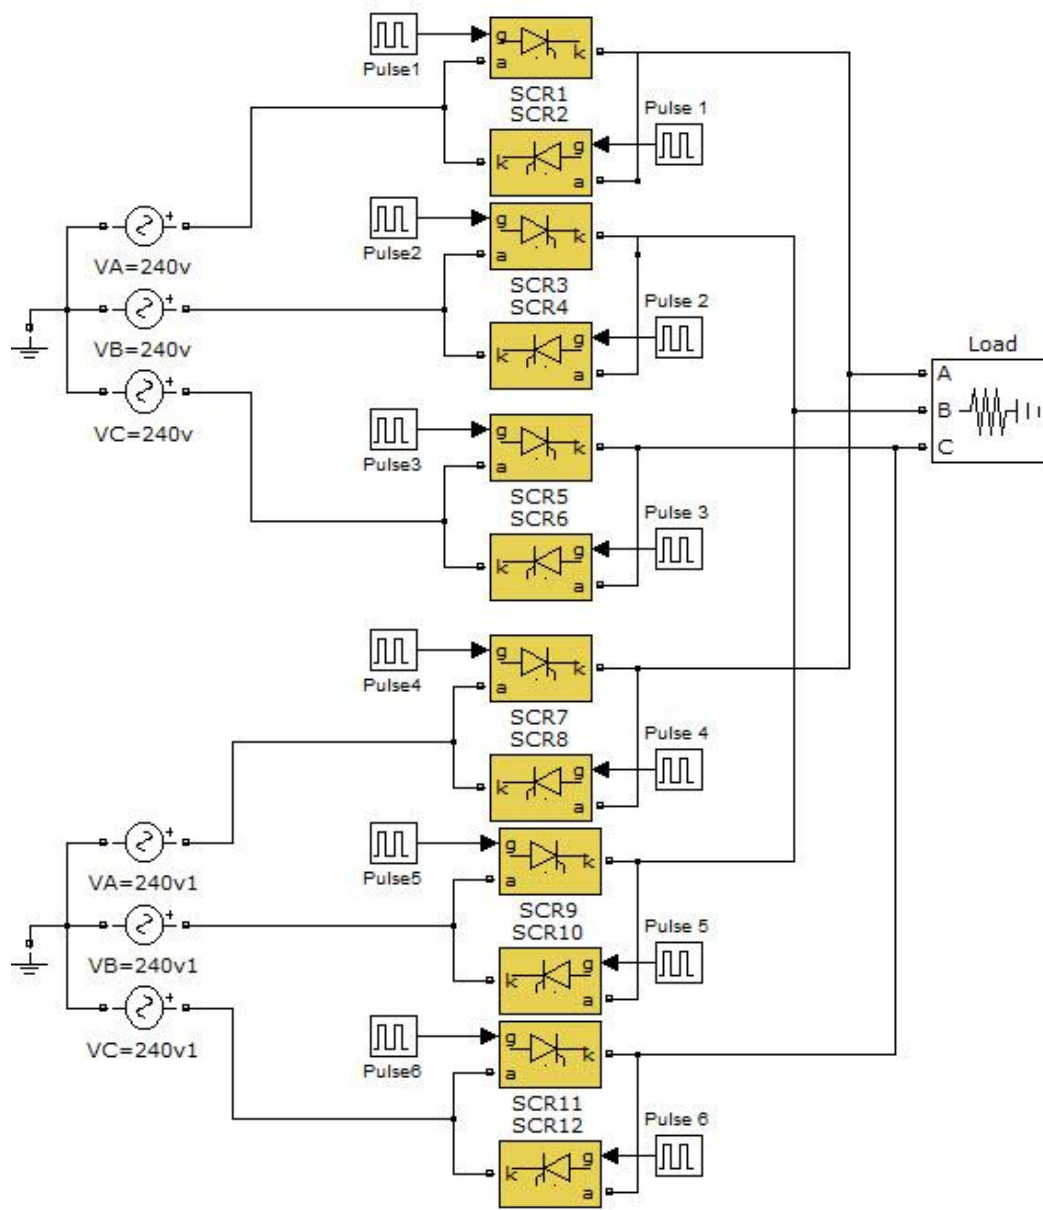 Pulse1
g
k
a
SCR1
SCR2
Pulse 1
g
k
a
Pulse2
g
k
a
VA=240v
SCR3
SCR4
Pulse 2
VB=240v
g
k
a
Load
A
B
C
VC=240v
Pulse3
g
k
a
SCR5
SCR6
Pulse 3
g
k
a
Pulse4
g
k
a
SCR7
SCR8
Pulse 4
g
k
a
Pulse5
g
k
a
VA=240v1
SCR9
SCR10
Pulse 5
VB=240v1
g
k
a
VC=240v1
Pulse6
g
k
a
SCR11
SCR12
Pulse 6
g
k
a